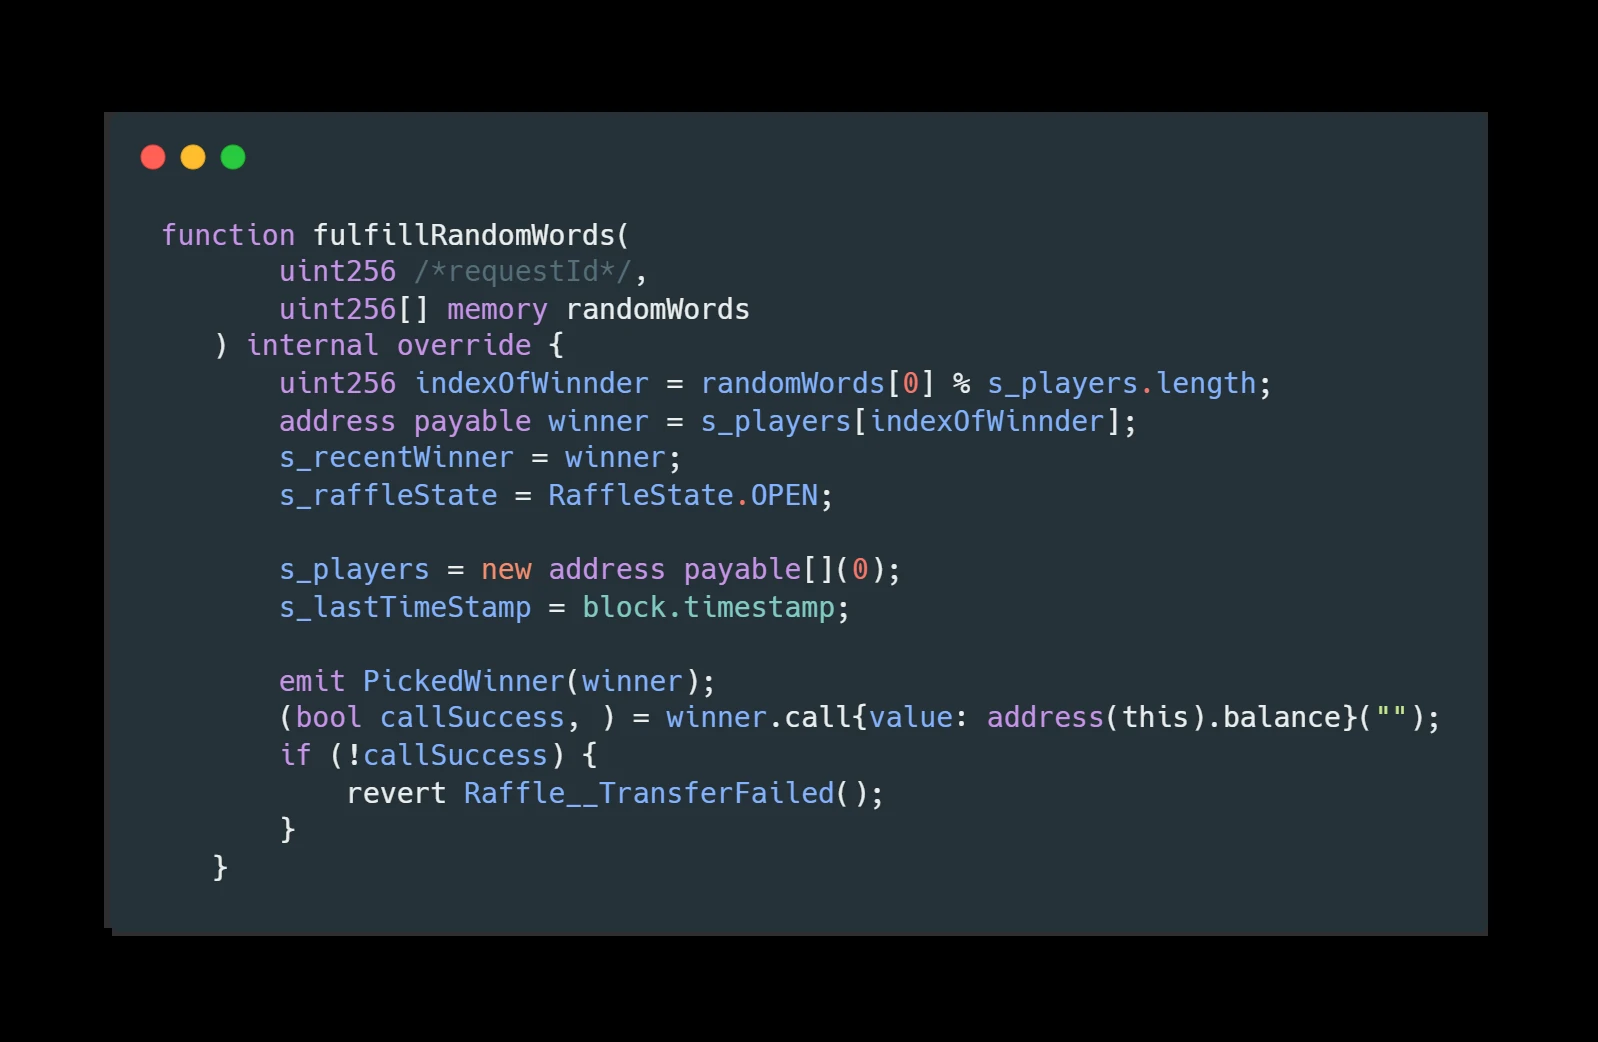 function fulfillRandomWords(
        uint256 /*requestId*/,
        uint256[] memory randomWords
    ) internal override {
        uint256 indexOfWinnder = randomWords[0] % s_players.length;
        address payable winner = s_players[indexOfWinnder];
        s_recentWinner = winner;
        s_raffleState = RaffleState.OPEN;

        s_players = new address payable[](0);
        s_lastTimeStamp = block.timestamp;

        emit PickedWinner(winner);
        (bool callSuccess, ) = winner.call{value: address(this).balance}("");
        if (!callSuccess) {
            revert Raffle__TransferFailed();
        }
    }